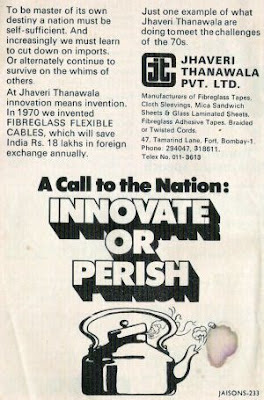 To be master of its own
destiny a nation must be
self-sufficient. And
increasingly we must learn
to cut down on imports.
Or alternately continue to
survive on the whims of
others.
At Jhaveri Thanawala
innovation means invention.
In 1970 we invented
FIBREGLASS FLEXIBLE
CABLES, which will save
India Rs. 18 lakhs in foreign
exchange annually.
Just one example of what
Jhaveri Thanawala are
doing to meet the challenges
of the 70s.
JHAVERI
THANAWALA
PVT. LTD.
Manufacturers of Fibreglass Tapes,
Cloth Sleevings, Mica Sandwich
Sheets & Glass Laminated Sheets,
Fibreglass Adhesive Tapes. Braided
or Twisted Cords.
47, Tamarind Lane, Fort, Bombay-1.
Phone: 294047, 318611.
Telex No. 011-3613
A Call to the Nation:
INNOVATE
OR
PERISH
JAISONS-233